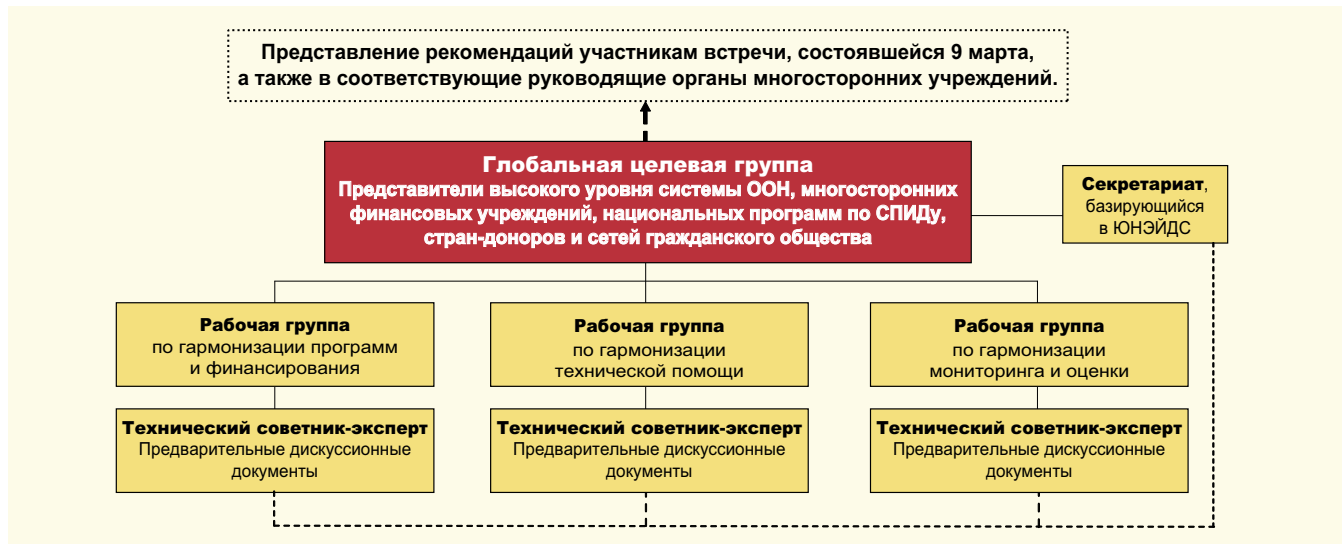 Представление рекомендаций участникам встречи, состоявшейся 9 марта,
а также в соответствующие руководящие органы многосторонних учреждений.
Глобальная целевая группа
Представители высокого уровня системы ООН, многосторонних
финансовых учреждений, национальных программ по СПИДу,
стран-доноров и сетей гражданского общества
Секретариат,
базирующийся
в ЮНЭЙДС
Рабочая группа
по гармонизации программ
и финансирования
Рабочая группа
по гармонизации
технической помощи
Рабочая группа
по гармонизации
мониторинга и оценки
Технический советник-эксперт
Предварительные дискуссионные
документы
Технический советник-эксперт
Предварительные дискуссионные
документы
Технический советник-эксперт
Предварительные дискуссионные
документы